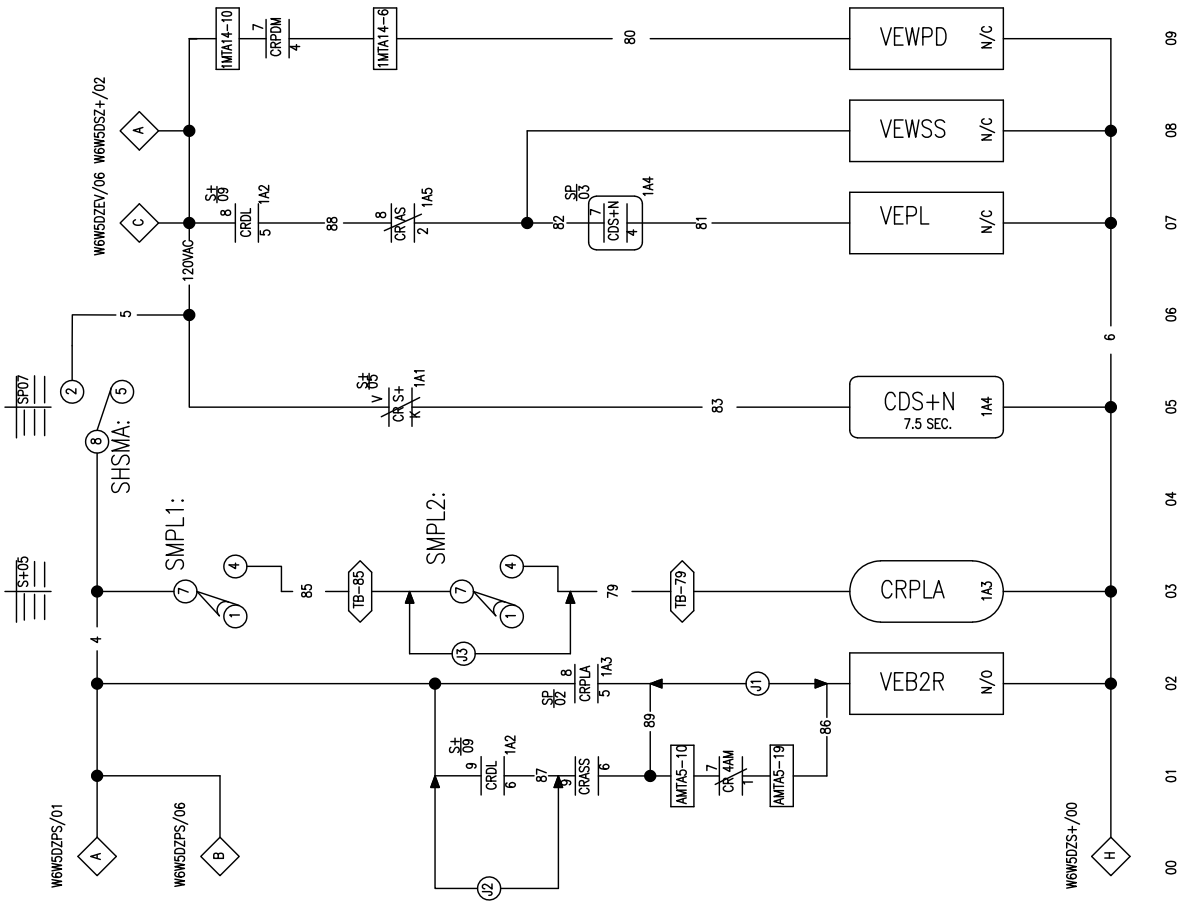 W6W5DZPS/01
A
W6W5DZPS/06
B
W6W5DZS+/00
H
00
J2
S+
09
9
CRDL
6
1A2
87
9
CRASS
6
AMTA5-10
7
CR4AM
1
AMTA5-19
01
SP
02
8
CRPLA
5
1A3
89
J1
86
VEB2R
N/O
02
4
S+05
SMPL1:
7
1
4
85
TB-85
J3
SMPL2:
7
1
4
79
TB-79
CRPLA
1A3
03
04
SP07
8
SHSMA:
2
5
S+
05
V
CR S+
K
1A1
83
CDS+N
7.5 SEC.
1A4
05
5
6
06
W6W5DZEV/06
C
120VAC
S+
09
8
CRDL
5
1A2
88
8
CRAS
2
1A5
82
SP
03
7
CDS+N
4
1A4
81
VEPL
N/C
07
W6W5DSZ+/02
A
VEWSS
N/C
08
1MTA14-10
7
CRPDM
4
1MTA14-6
80
VEWPD
N/C
09